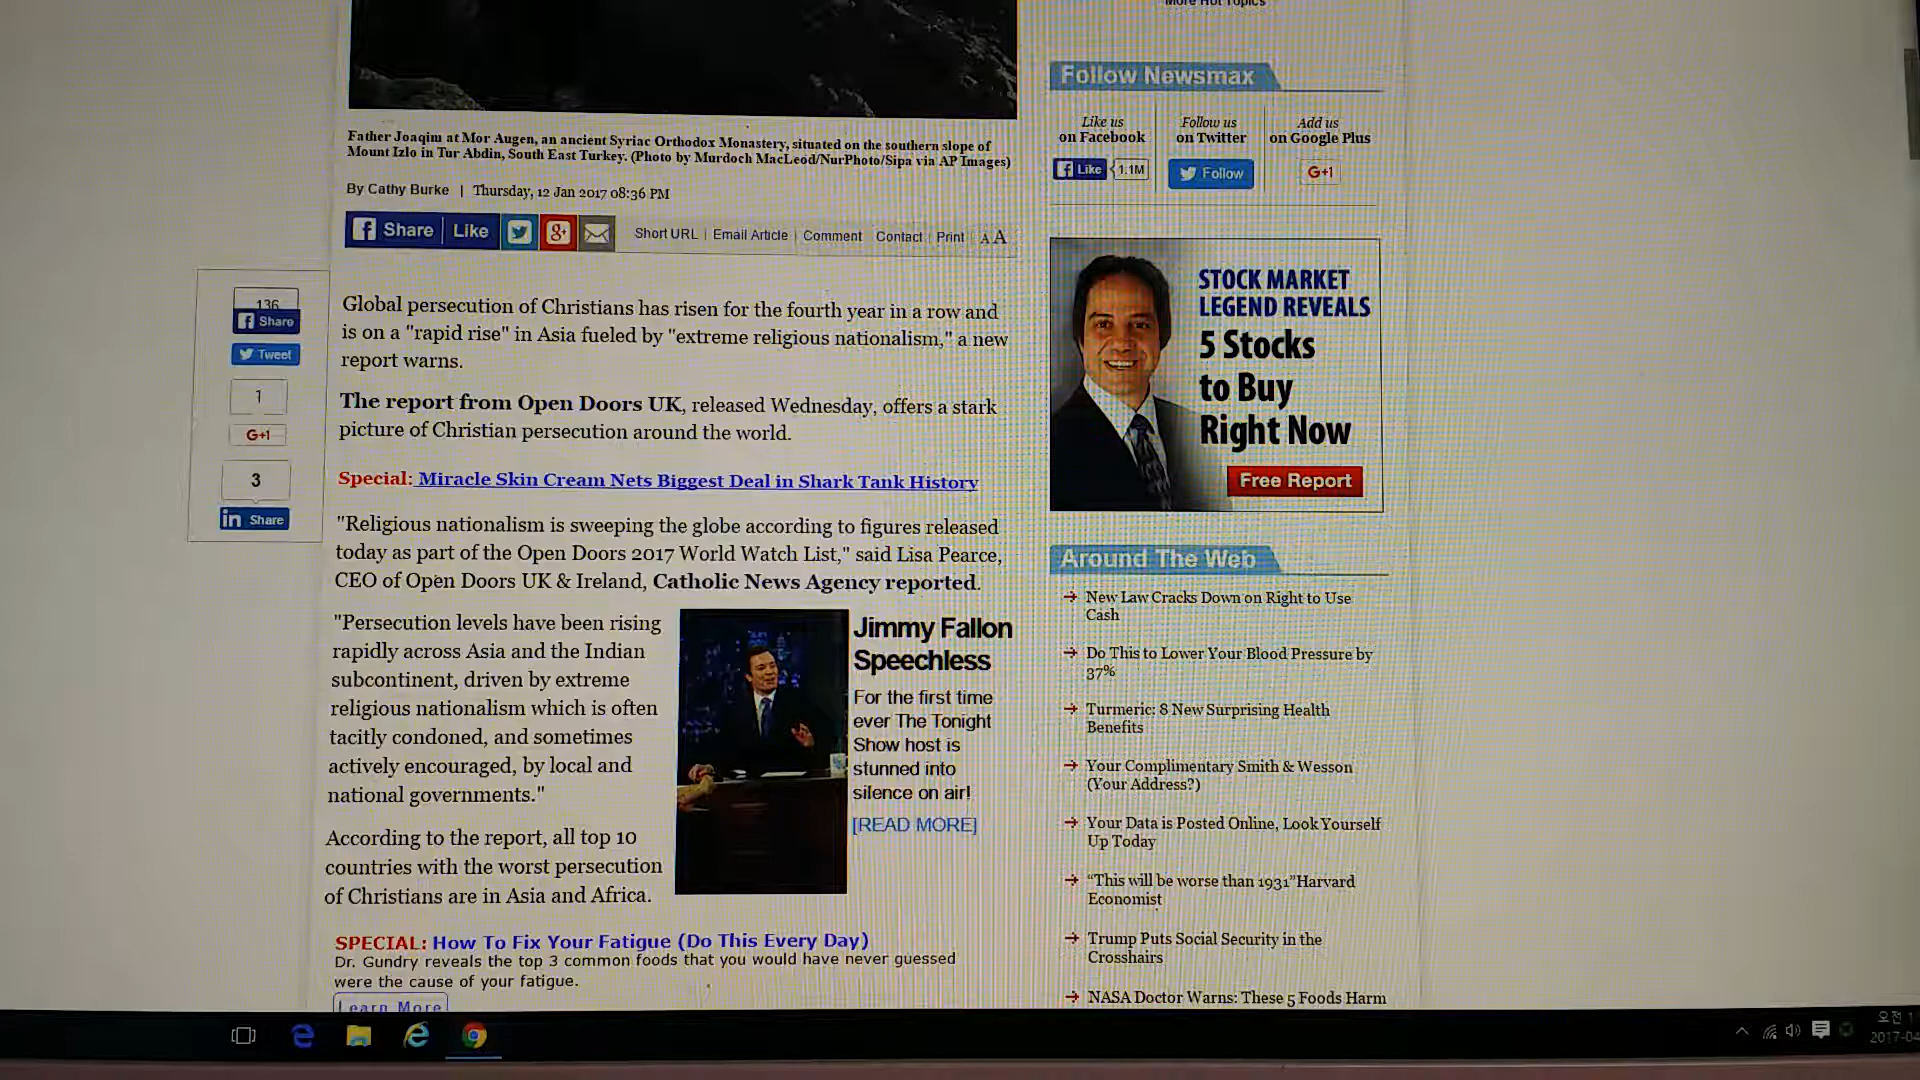 More Hot Topics
Follow Newsmax
Like us
on Facebook
Like 1.1M
Follow us
on Twitter
Follow
Add us
on Google Plus
G+1
Father Joaqim at Mor Augen, an ancient Syriac Orthodox Monastery, situated on the southern slope of
Mount Izlo in Tur Abdin, South East Turkey. (Photo by Murdoch MacLeod/NurPhoto/Sipa via AP Images)
By Cathy Burke | Thursday, 12 Jan 2017 08:36 PM
Share Like Short URL | Email Article | Comment Contact | Print | A A
136
Share
Tweet
1
G+1
3
in Share
Global persecution of Christians has risen for the fourth year in a row and
is on a "rapid rise" in Asia fueled by "extreme religious nationalism," a new
report warns.
The report from Open Doors UK, released Wednesday, offers a stark
picture of Christian persecution around the world.
Special: Miracle Skin Cream Nets Biggest Deal in Shark Tank History
"Religious nationalism is sweeping the globe according to figures released
today as part of the Open Doors 2017 World Watch List," said Lisa Pearce,
CEO of Open Doors UK & Ireland, Catholic News Agency reported.
"Persecution levels have been rising
rapidly across Asia and the Indian
subcontinent, driven by extreme
religious nationalism which is often
tacitly condoned, and sometimes
actively encouraged, by local and
national governments."
According to the report, all top 10
countries with the worst persecution
of Christians are in Asia and Africa.
Jimmy Fallon
Speechless
For the first time
ever The Tonight
Show host is
stunned into
silence on air!
[READ MORE]
SPECIAL: How To Fix Your Fatigue (Do This Every Day)
Dr. Gundry reveals the top 3 common foods that you would have never guessed
were the cause of your fatigue.
Learn More
STOCK MARKET
LEGEND REVEALS
5 Stocks
to Buy
Right Now
Free Report
Around The Web
New Law Cracks Down on Right to Use
Cash
Do This to Lower Your Blood Pressure by
37%
Turmeric: 8 New Surprising Health
Benefits
Your Complimentary Smith & Wesson
(Your Address?)
Your Data is Posted Online, Look Yourself
Up Today
“This will be worse than 1931”Harvard
Economist
Trump Puts Social Security in the
Crosshairs
NASA Doctor Warns: These 5 Foods Harm
오전 1
2017-04